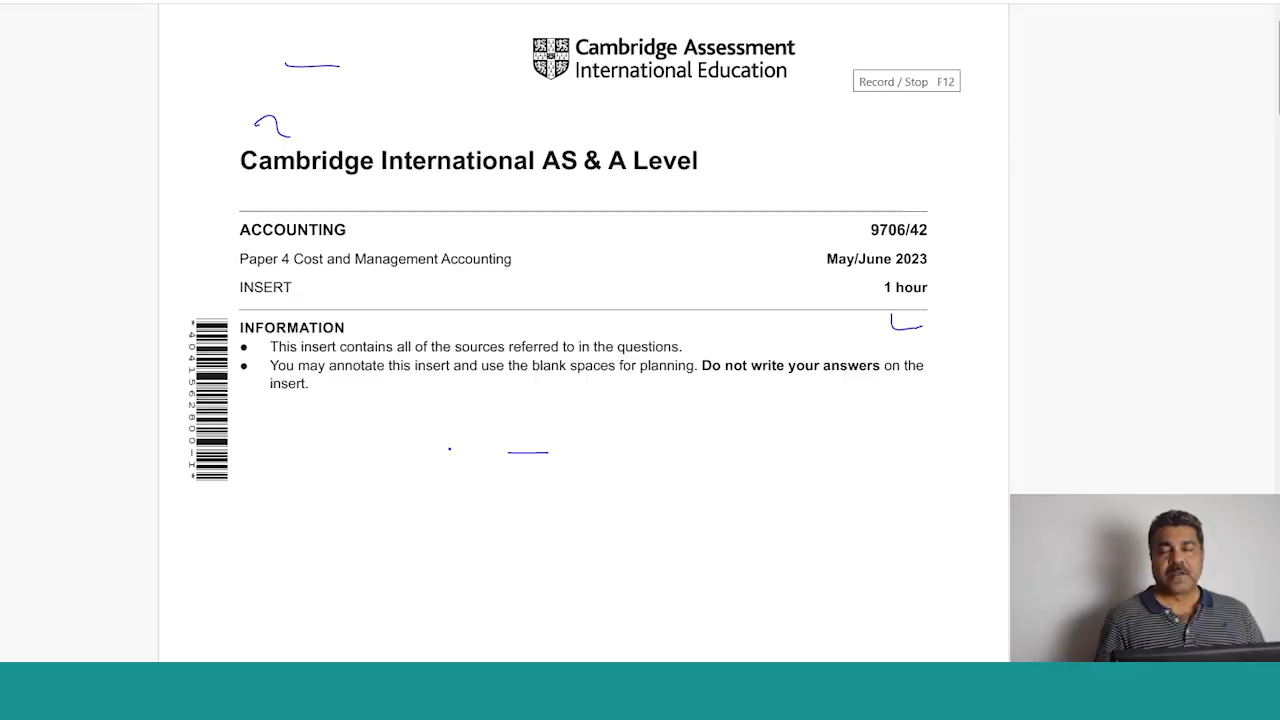 Cambridge Assessment
International Education
Record / Stop F12
Cambridge International AS & A Level
ACCOUNTING 9706/42
Paper 4 Cost and Management Accounting May/June 2023
INSERT 1 hour
INFORMATION
● This insert contains all of the sources referred to in the questions.
● You may annotate this insert and use the blank spaces for planning. Do not write your answers on the
insert.
*4041562800-I*